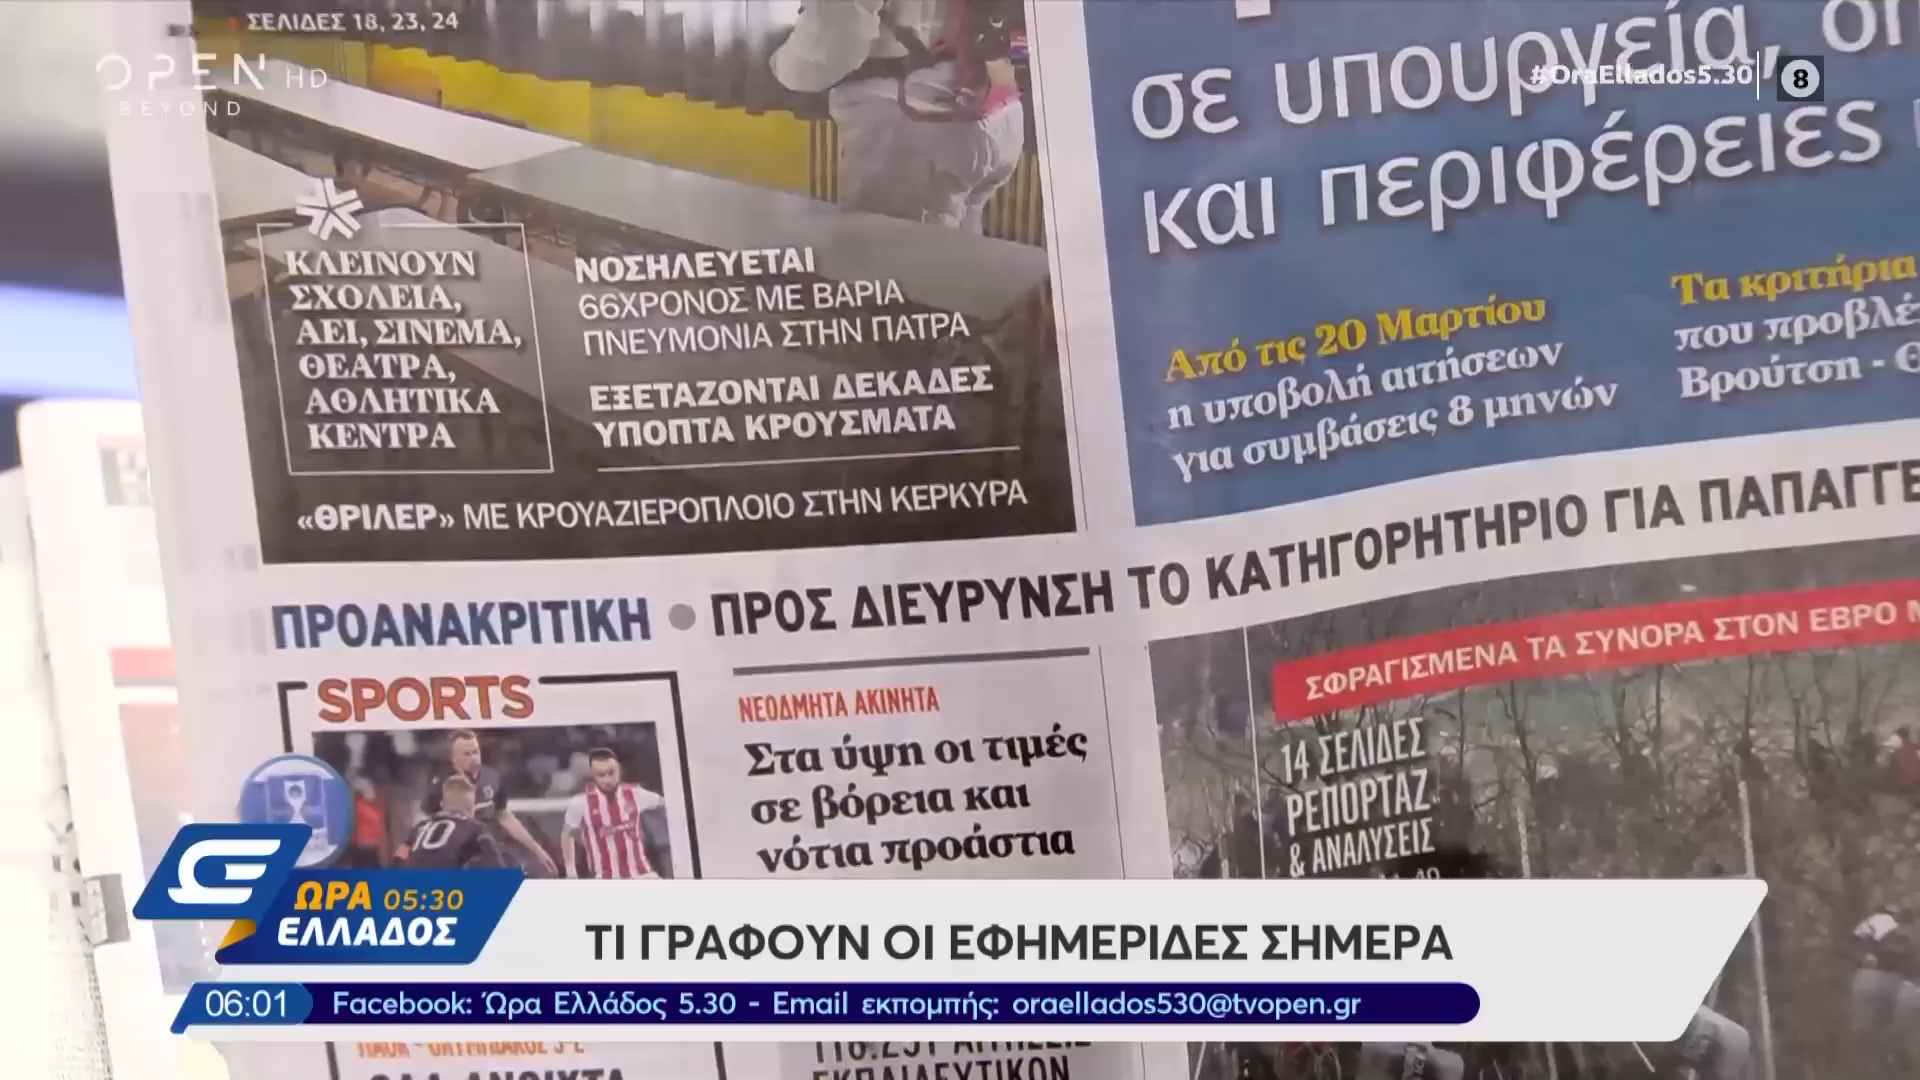 ΣΕΛΙΔΕΣ 18, 23, 24
OPEN HD
BEYOND
#OraEllados5.30
8
σε υπουργεία,
και περιφέρειες
ΚΛΕΙΝΟΥΝ
ΣΧΟΛΕΙΑ,
ΑΕΙ, ΣΙΝΕΜΑ,
ΘΕΑΤΡΑ,
ΑΘΛΗΤΙΚΑ
ΚΕΝΤΡΑ
ΝΟΣΗΛΕΥΕΤΑΙ
66ΧΡΟΝΟΣ ΜΕ ΒΑΡΙΑ
ΠΝΕΥΜΟΝΙΑ ΣΤΗΝ ΠΑΤΡΑ
ΕΞΕΤΑΖΟΝΤΑΙ ΔΕΚΑΔΕΣ
ΥΠΟΠΤΑ ΚΡΟΥΣΜΑΤΑ
«ΘΡΙΛΕΡ» ΜΕ ΚΡΟΥΑΖΙΕΡΟΠΛΟΙΟ ΣΤΗΝ ΚΕΡΚΥΡΑ
Από τις 20 Μαρτίου
η υποβολή αιτήσεων
για συμβάσεις 8 μηνών
Τα κριτήρια
που προβλέ
Βρούτση - Θ
ΠΡΟΑΝΑΚΡΙΤΙΚΗ • ΠΡΟΣ ΔΙΕΥΡΥΝΣΗ ΤΟ ΚΑΤΗΓΟΡΗΤΗΡΙΟ ΓΙΑ ΠΑΠΑΓΓΕ
SPORTS
10
ΝΕΟΔΜΗΤΑ ΑΚΙΝΗΤΑ
Στα ύψη οι τιμές
σε βόρεια και
νότια προάστια
ΣΦΡΑΓΙΣΜΕΝΑ ΤΑ ΣΥΝΟΡΑ ΣΤΟΝ ΕΒΡΟ
14 ΣΕΛΙΔΕΣ
ΡΕΠΟΡΤΑΖ
& ΑΝΑΛΥΣΕΙΣ
ΩΡΑ 05:30
ΕΛΛΑΔΟΣ
ΤΙ ΓΡΑΦΟΥΝ ΟΙ ΕΦΗΜΕΡΙΔΕΣ ΣΗΜΕΡΑ
06:01
Facebook: Ώρα Ελλάδος 5.30 - Email εκπομπής: oraellados530@tvopen.gr